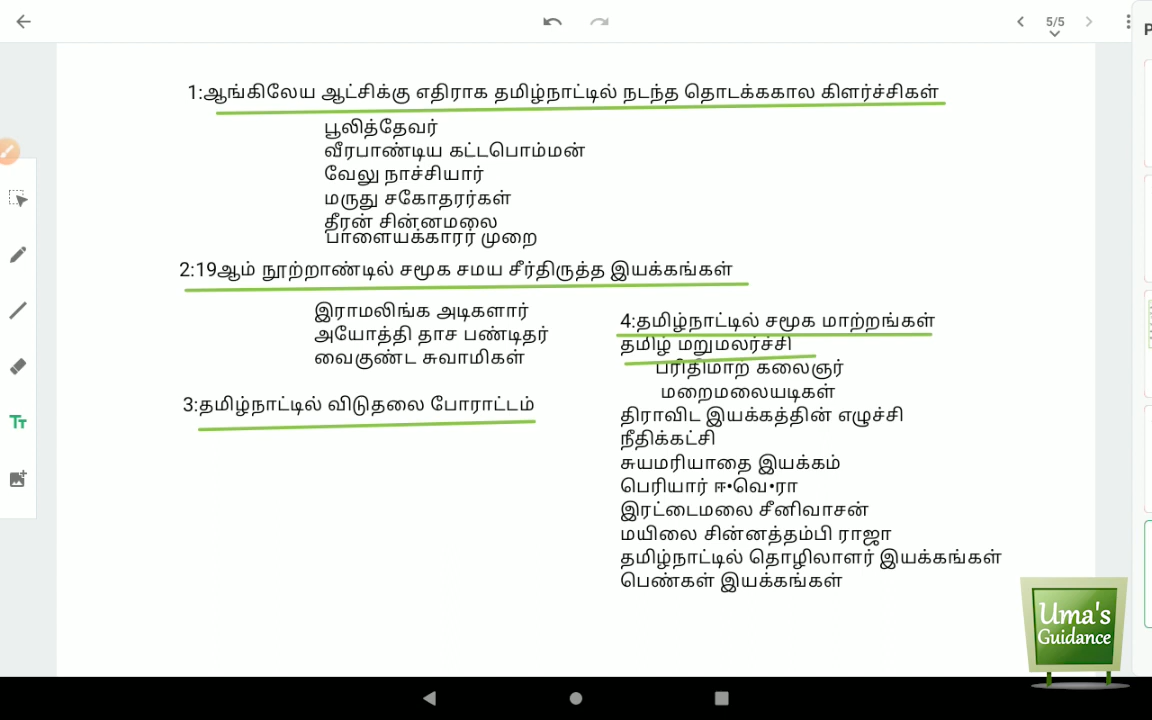 5/5
P
1:ஆங்கிலேய ஆட்சிக்கு எதிராக தமிழ்நாட்டில் நடந்த தொடக்ககால கிளர்ச்சிகள்
பூலித்தேவர்
வீரபாண்டிய கட்டபொம்மன்
வேலு நாச்சியார்
மருது சகோதரர்கள்
தீரன் சின்னமலை
பாளையக்காரர் முறை
2:19ஆம் நூற்றாண்டில் சமூக சமய சீர்திருத்த இயக்கங்கள்
இராமலிங்க அடிகளார்
அயோத்தி தாச பண்டிதர்
வைகுண்ட சுவாமிகள்
3:தமிழ்நாட்டில் விடுதலை போராட்டம்
4:தமிழ்நாட்டில் சமூக மாற்றங்கள்
தமிழ் மறுமலர்ச்சி
பரிதிமாற் கலைஞர்
மறைமலையடிகள்
திராவிட இயக்கத்தின் எழுச்சி
நீதிக்கட்சி
சுயமரியாதை இயக்கம்
பெரியார் ஈ•வெ•ரா
இரட்டைமலை சீனிவாசன்
மயிலை சின்னத்தம்பி ராஜா
தமிழ்நாட்டில் தொழிலாளர் இயக்கங்கள்
பெண்கள் இயக்கங்கள்
Tт
Uma's
Guidance